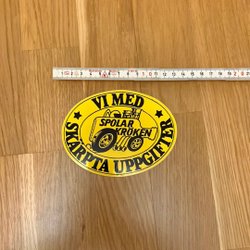 VI MED
SPOLAR
KROKEN
SKARPTA UPPGIFTER